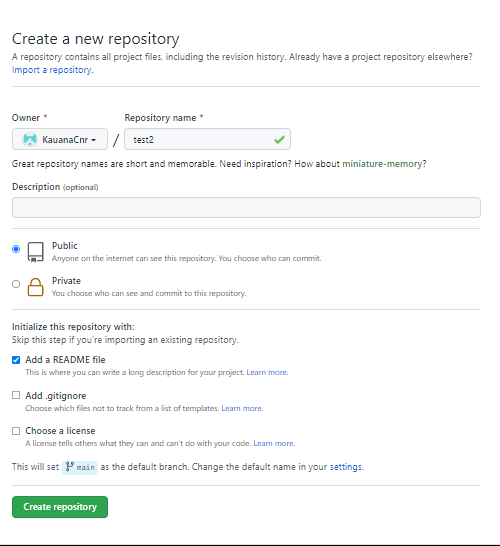 Create a new repository
A repository contains all project files, including the revision history. Already have a project repository elsewhere?
Import a repository.
Owner * Repository name *
KauanaCnr / test2
Great repository names are short and memorable. Need inspiration? How about miniature-memory?
Description (optional)
Public
Anyone on the internet can see this repository. You choose who can commit.
Private
You choose who can see and commit to this repository.
Initialize this repository with:
Skip this step if you're importing an existing repository.
Add a README file
This is where you can write a long description for your project. Learn more.
Add .gitignore
Choose which files not to track from a list of templates. Learn more.
Choose a license
A license tells others what they can and can't do with your code. Learn more.
This will set main as the default branch. Change the default name in your settings.
Create repository